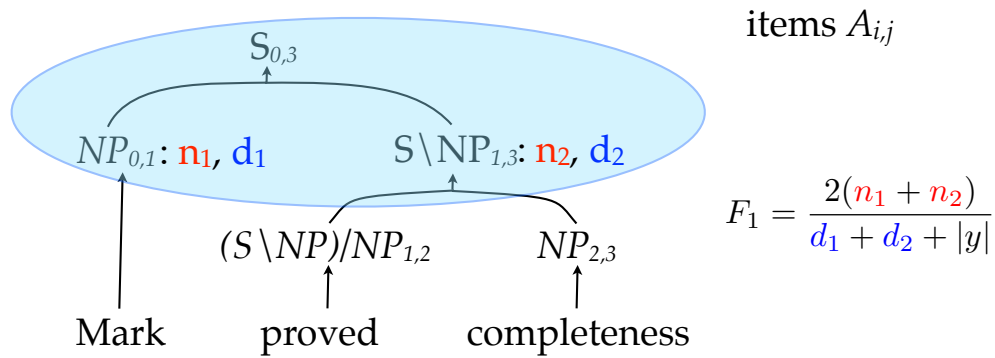 items A_{i,j}
S_{0,3}
NP_{0,1}: n_1, d_1 S\NP_{1,3}: n_2, d_2
F_1 = \frac{2(n_1 + n_2)}{d_1 + d_2 + |y|}
(S\NP)/NP_{1,2} NP_{2,3}
Mark proved completeness